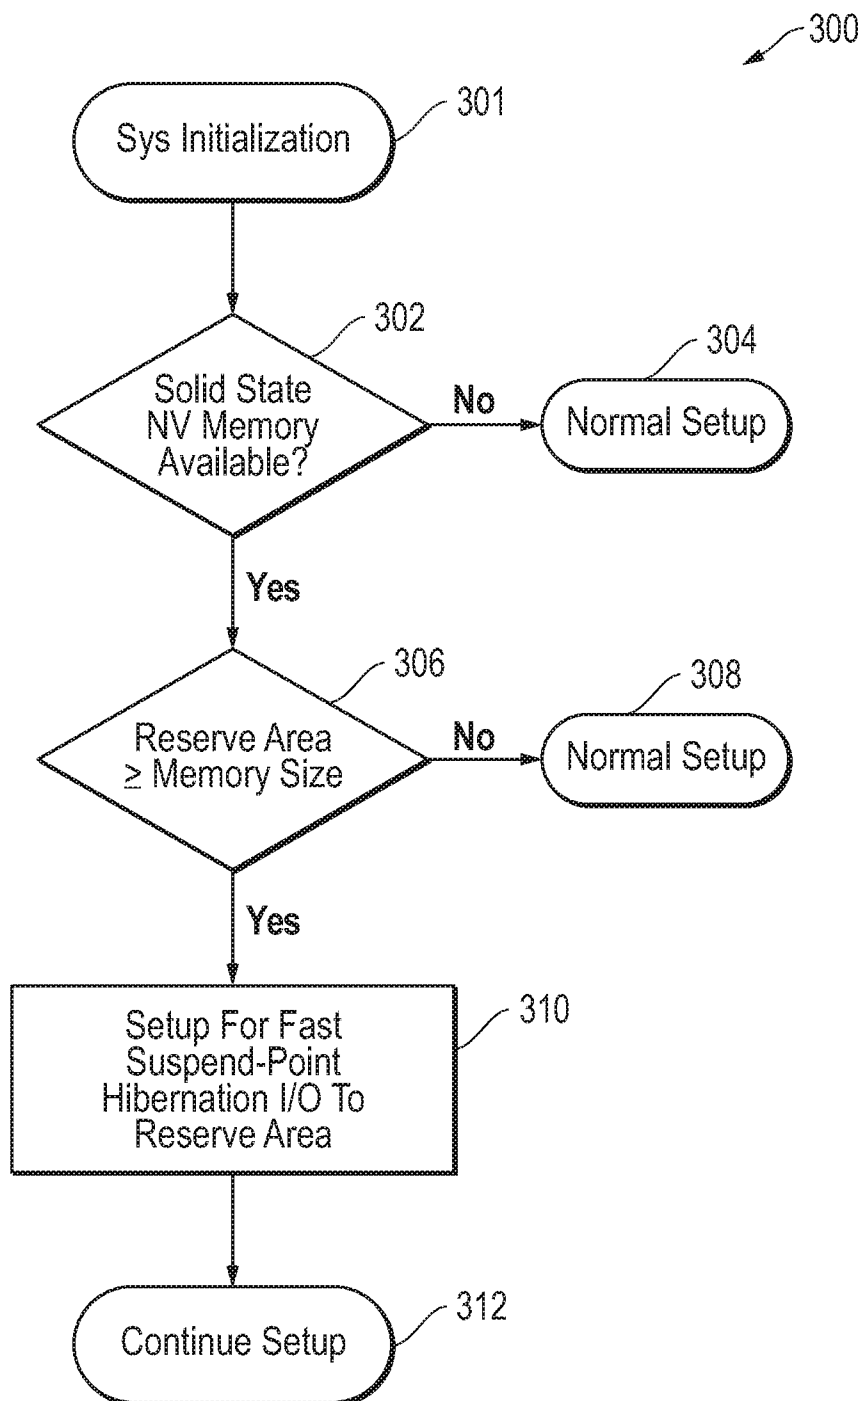 300
301
Sys Initialization
302
Solid State
NV Memory
Available?
No
304
Normal Setup
Yes
306
Reserve Area
≥ Memory Size
No
308
Normal Setup
Yes
310
Setup For Fast
Suspend-Point
Hibernation I/O To
Reserve Area
312
Continue Setup